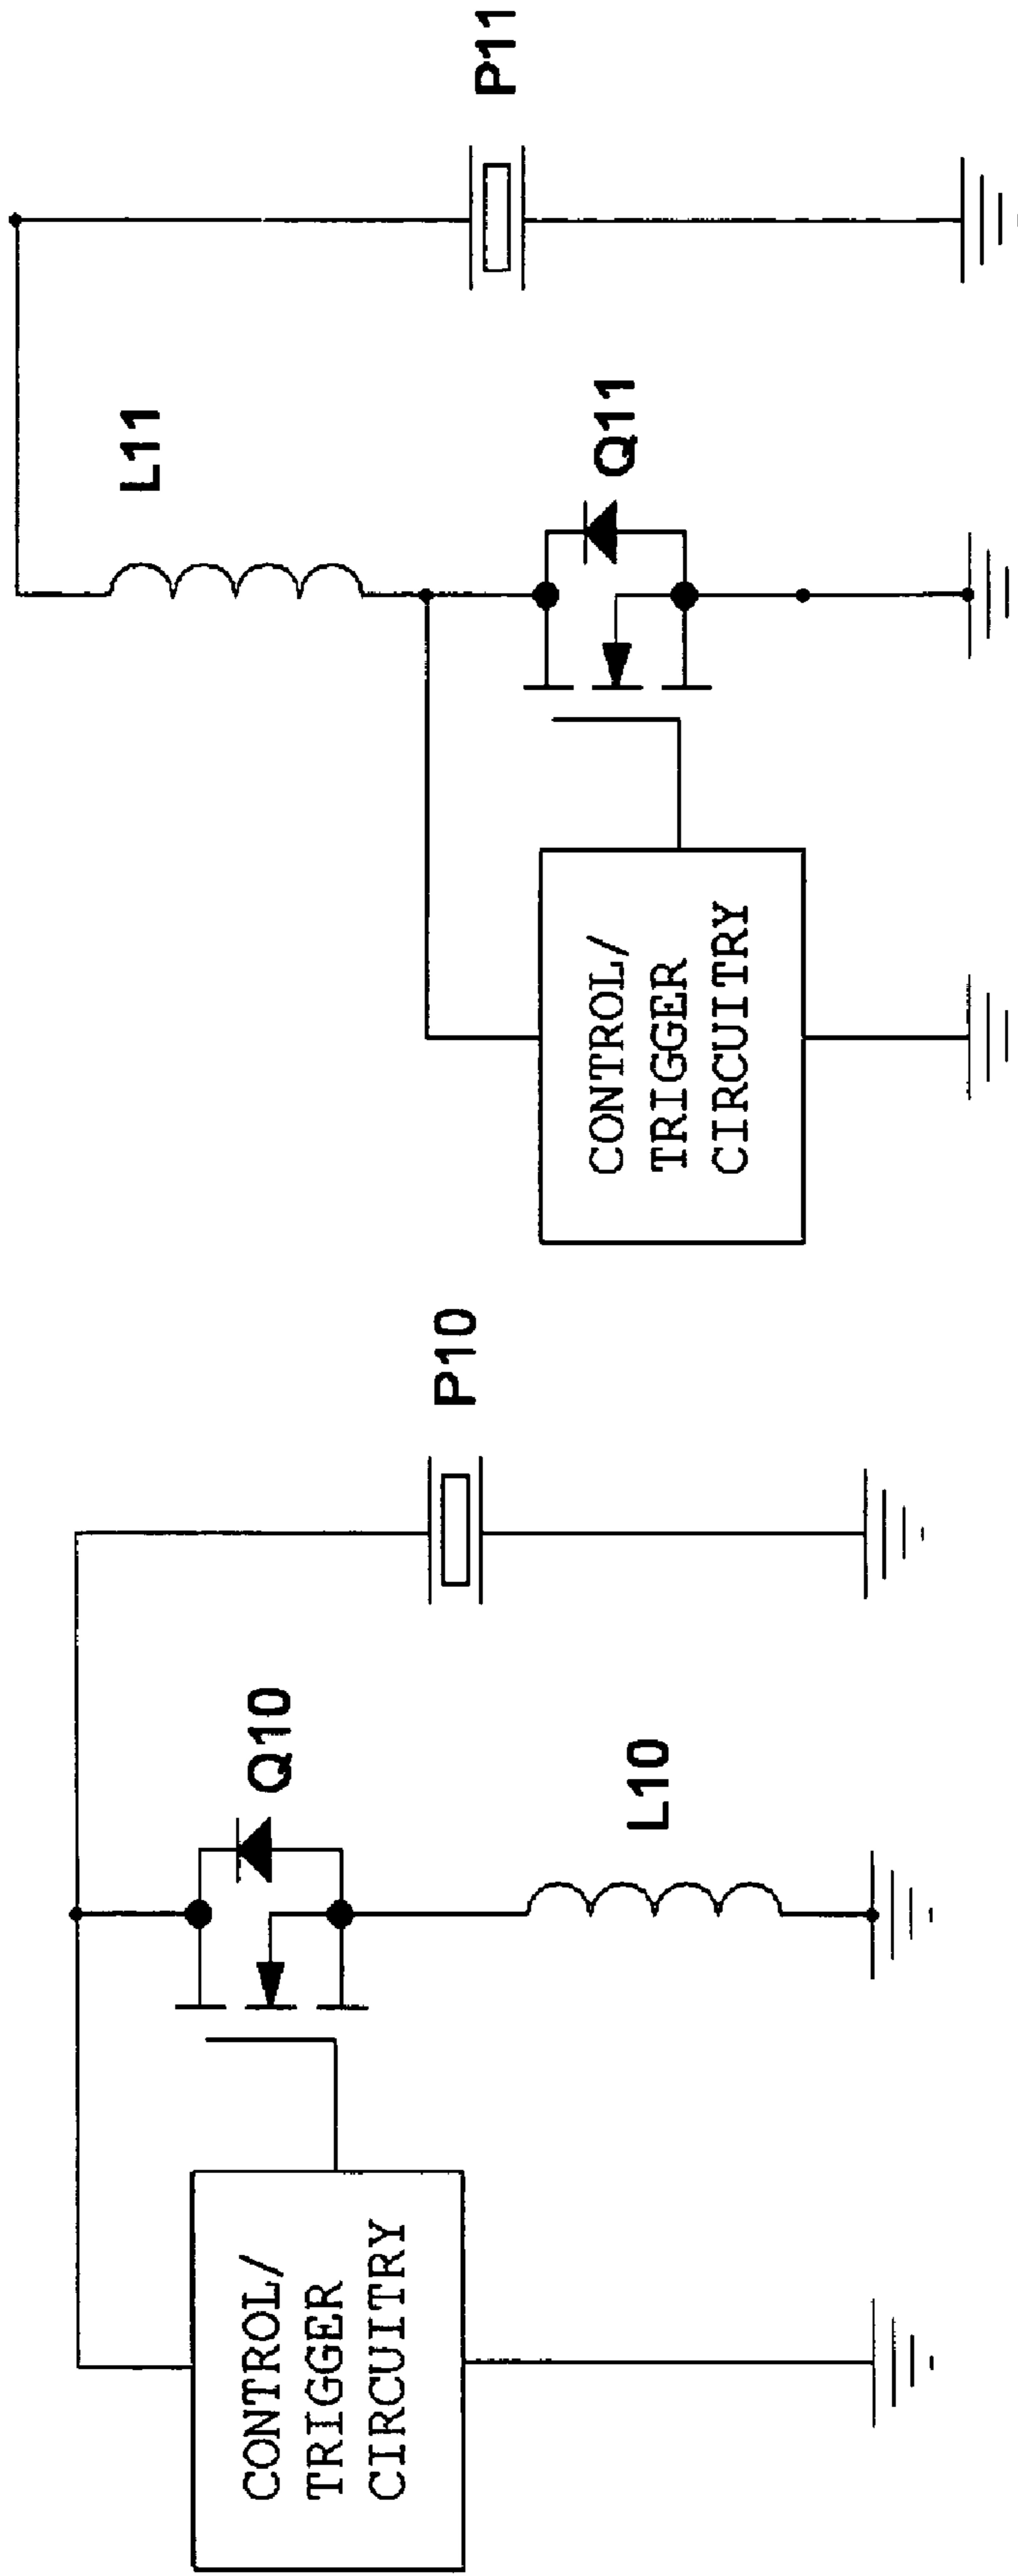 CONTROL/
TRIGGER
CIRCUITRY
Q10
L10
P10
CONTROL/
TRIGGER
CIRCUITRY
L11
Q11
P11